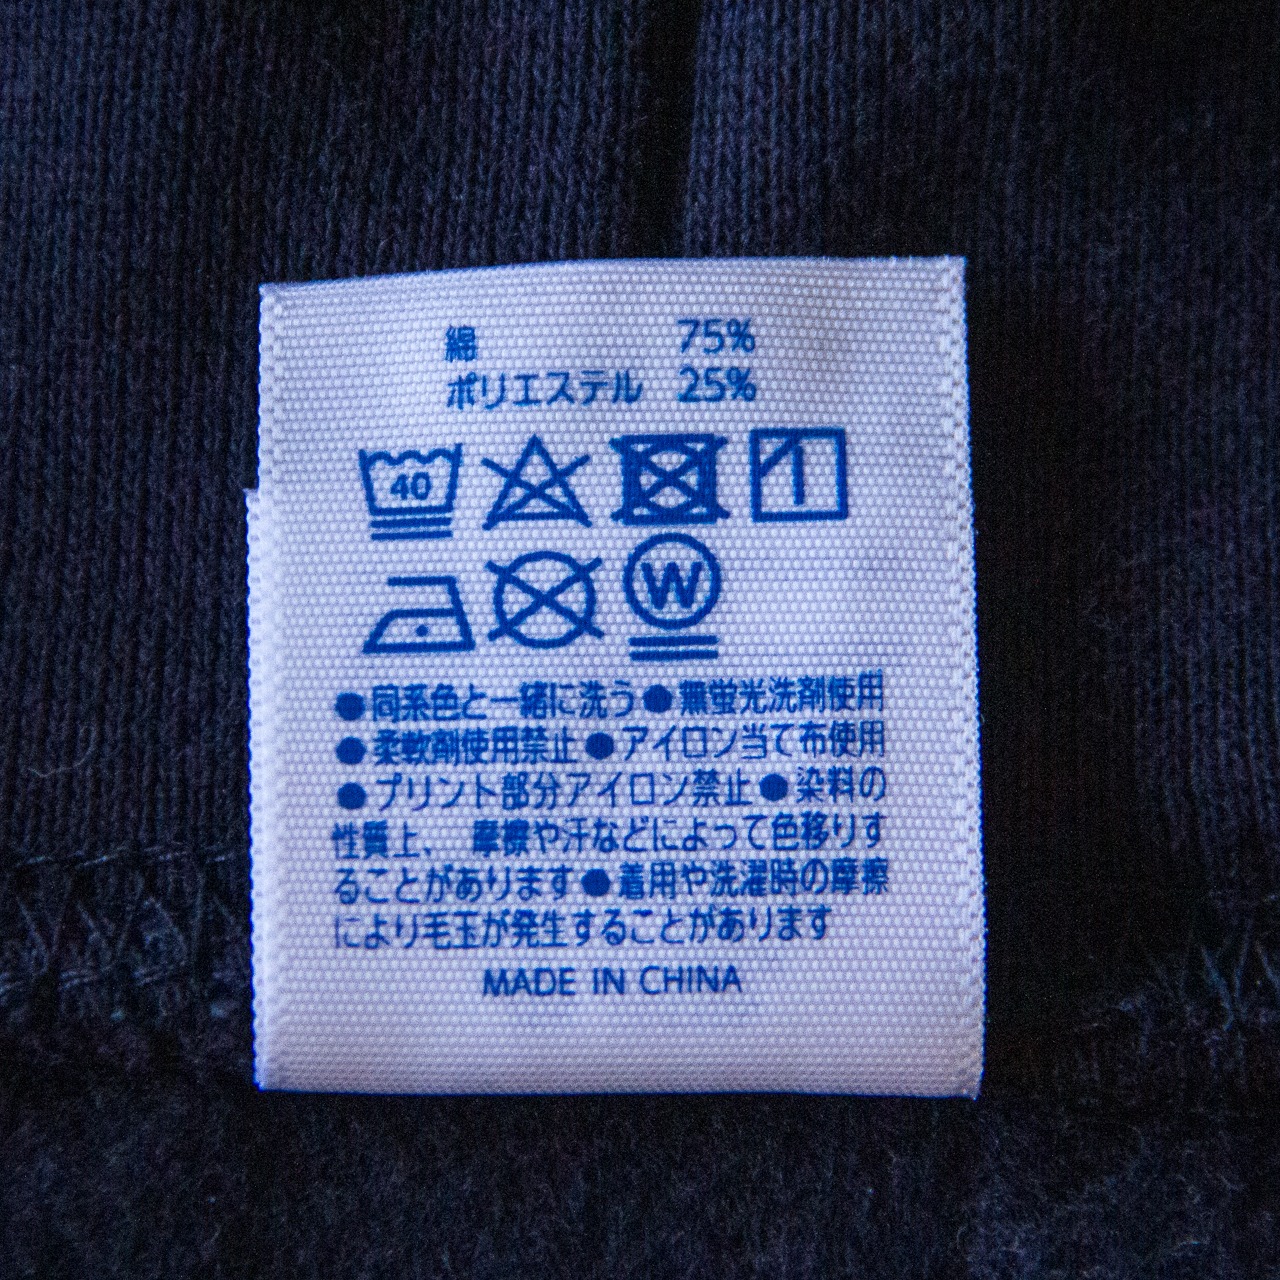 綿 75%
ポリエステル 25%
40
W
●同系色と一緒に洗う●無蛍光洗剤使用
●柔軟剤使用禁止●アイロン当て布使用
●プリント部分アイロン禁止●染料の
性質上、摩擦や汗などによって色移りす
ることがあります●着用や洗濯時の摩擦
により毛玉が発生することがあります
MADE IN CHINA